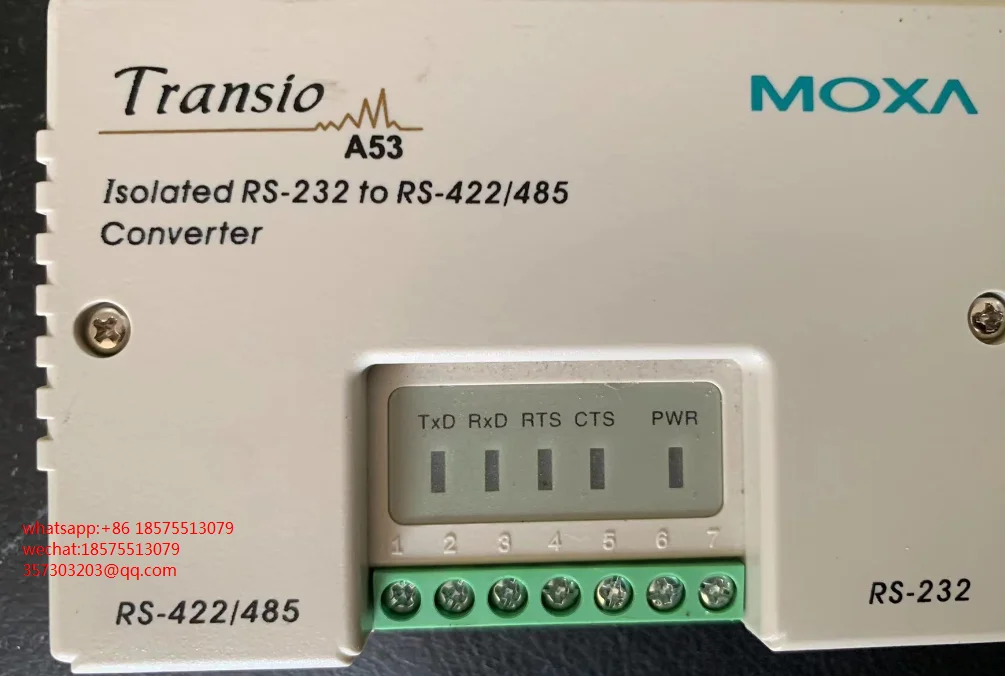 Transio
MOXA
A53
Isolated RS-232 to RS-422/485
Converter
TxD RxD RTS CTS PWR
1 2 3 4 5 6 7
whatsapp:+86 18575513079
wechat:18575513079
357303203@qq.com
RS-422/485
RS-232